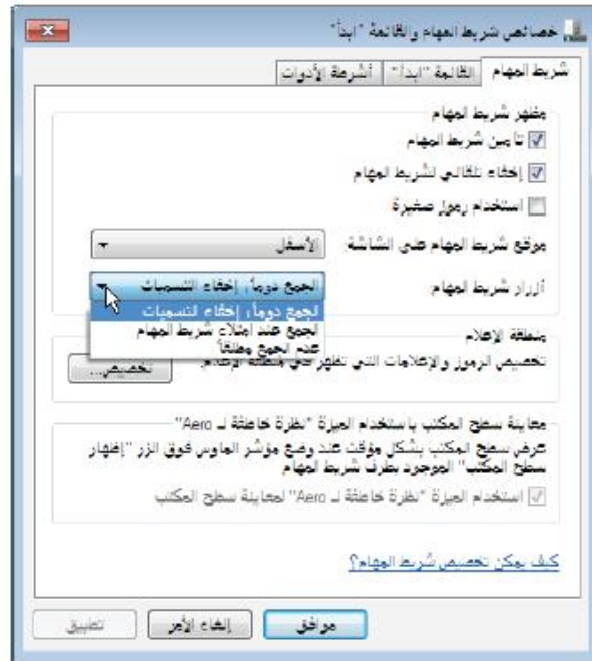 خصائص شريط المهام والقائمة "ابدأ"
شريط المهام
القائمة "ابدأ"
أشرطة الأدوات
مظهر شريط المهام
تأمين شريط المهام
إخفاء تلقائي لشريط المهام
استخدام رموز صغيرة
موقع شريط المهام على الشاشة:
الأسفل
أزرار شريط المهام:
الجمع دوماً، إخفاء التسميات
الجمع دوماً، إخفاء التسميات
الجمع عند امتلاء شريط المهام
عدم الجمع مطلقاً
منطقة الإعلام
تخصيص الرموز والإعلامات التي تظهر في منطقة الإعلام.
تخصيص...
معاينة سطح المكتب باستخدام الميزة "نظرة خاطفة لـ Aero"
عرض سطح المكتب بشكل مؤقت عند وضع مؤشر الماوس فوق الزر "إظهار
سطح المكتب" الموجود بطرف شريط المهام
استخدام الميزة "نظرة خاطفة لـ Aero" لمعاينة سطح المكتب
كيف يمكن تخصيص شريط المهام؟
موافق
إلغاء الأمر
تطبيق